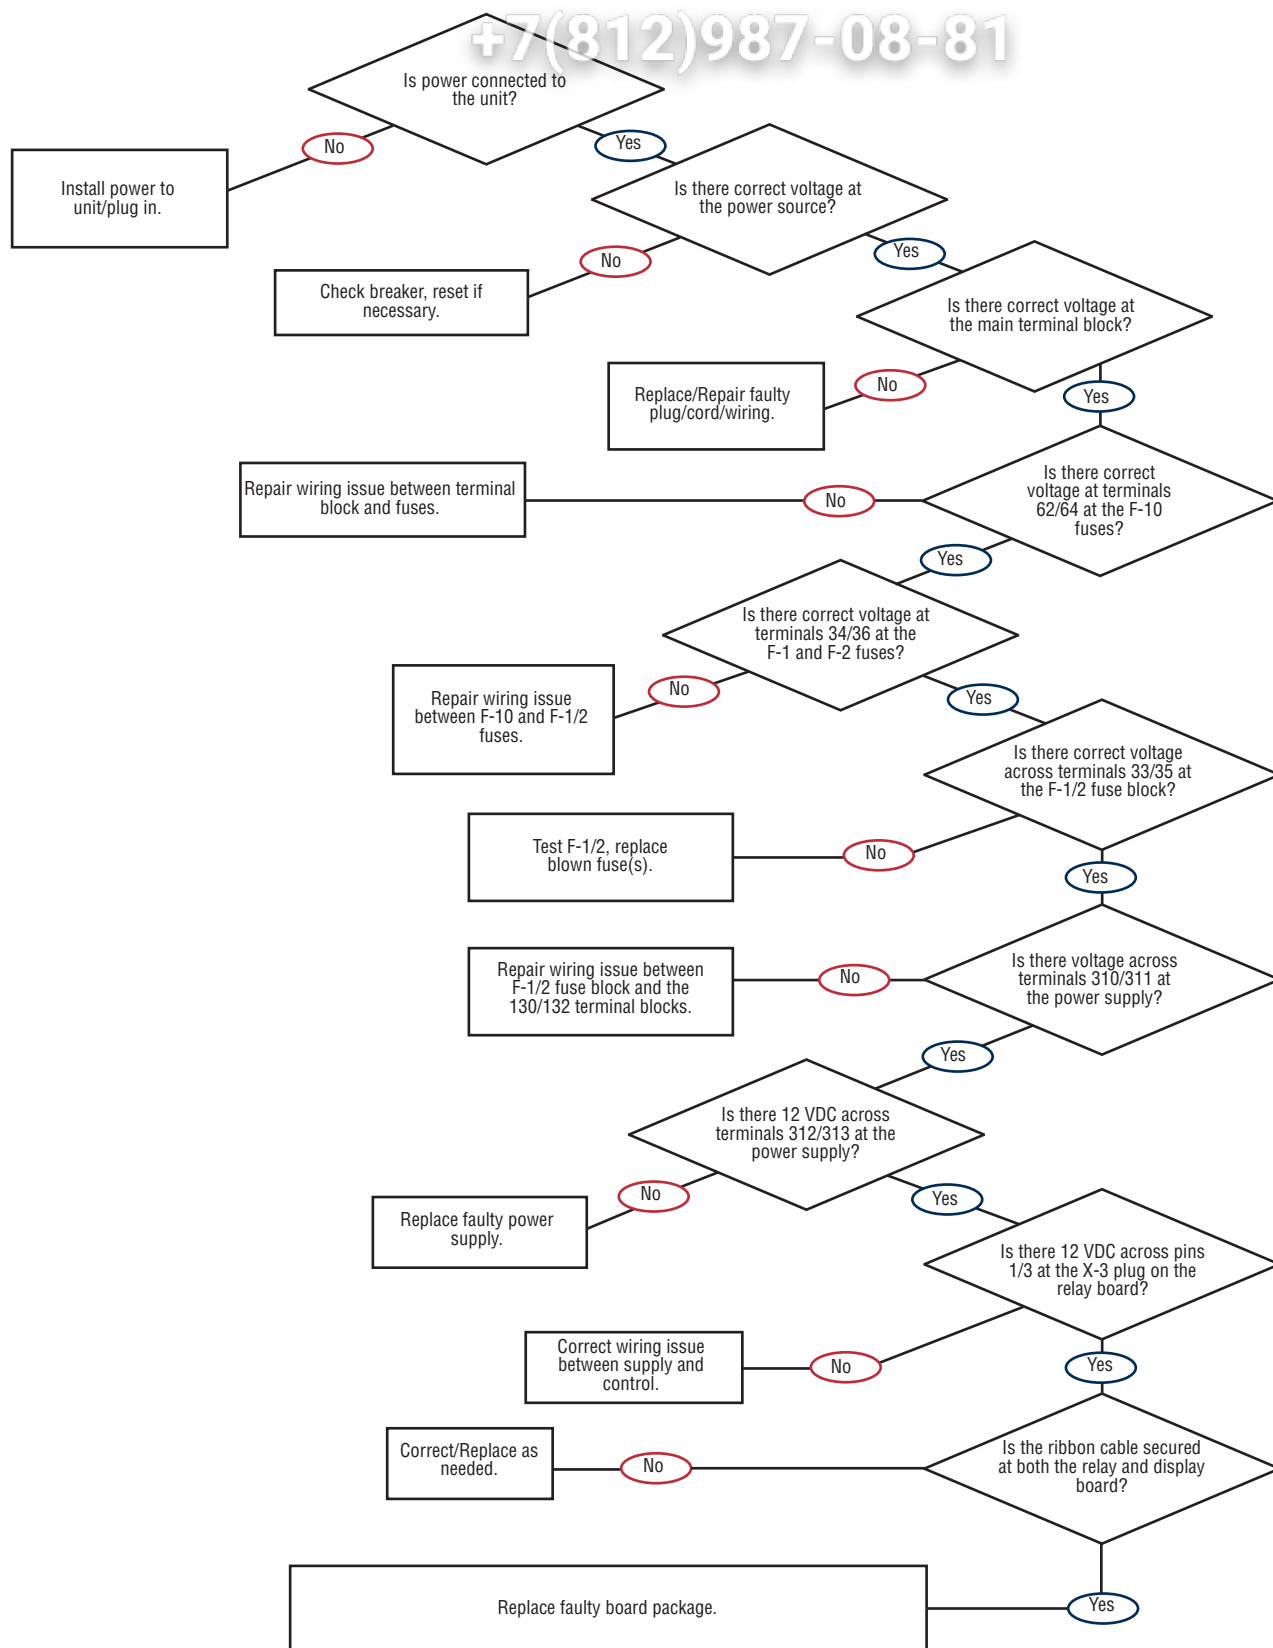 +7(812)987-08-81
Is power connected to
the unit?
No
Yes
Install power to
unit/plug in.
Is there correct voltage at
the power source?
No
Yes
Check breaker, reset if
necessary.
Is there correct voltage at
the main terminal block?
No
Yes
Replace/Repair faulty
plug/cord/wiring.
Is there correct
voltage at terminals
62/64 at the F-10
fuses?
No
Yes
Repair wiring issue between terminal
block and fuses.
Is there correct voltage at
terminals 34/36 at the
F-1 and F-2 fuses?
No
Yes
Repair wiring issue
between F-10 and F-1/2
fuses.
Is there correct voltage
across terminals 33/35 at
the F-1/2 fuse block?
No
Yes
Test F-1/2, replace
blown fuse(s).
Is there voltage across
terminals 310/311 at
the power supply?
No
Yes
Repair wiring issue between
F-1/2 fuse block and the
130/132 terminal blocks.
Is there 12 VDC across
terminals 312/313 at the
power supply?
No
Yes
Replace faulty power
supply.
Is there 12 VDC across pins
1/3 at the X-3 plug on the
relay board?
No
Yes
Correct wiring issue
between supply and
control.
Is the ribbon cable secured
at both the relay and display
board?
No
Yes
Correct/Replace as
needed.
Replace faulty board package.